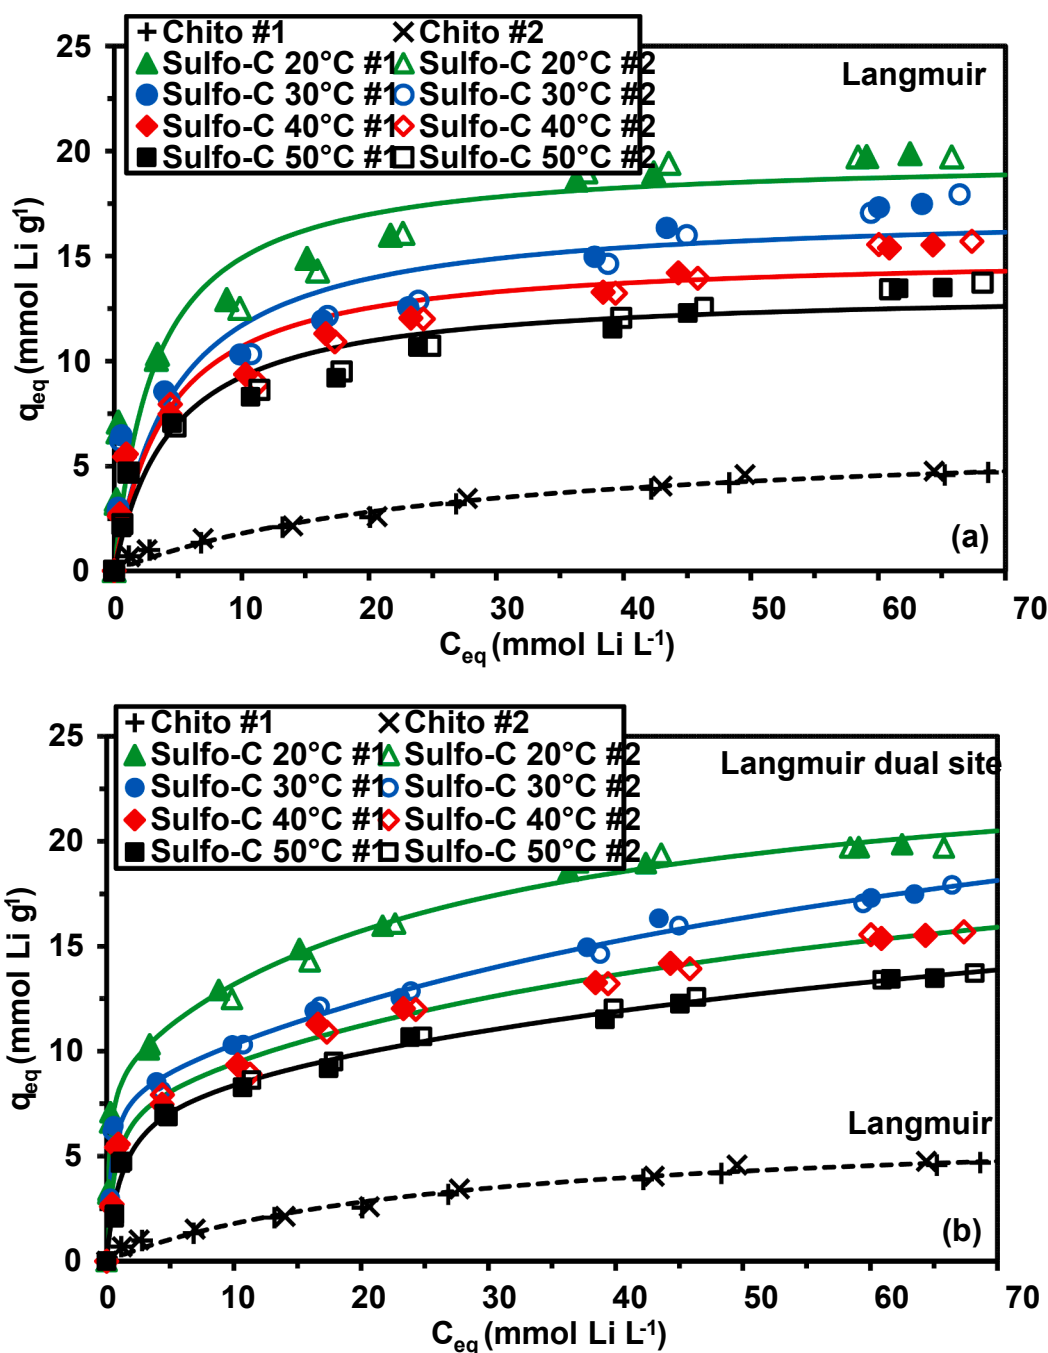 Chito #1 Chito #2
Sulfo-C 20°C #1 Sulfo-C 20°C #2
Sulfo-C 30°C #1 Sulfo-C 30°C #2
Sulfo-C 40°C #1 Sulfo-C 40°C #2
Sulfo-C 50°C #1 Sulfo-C 50°C #2
Langmuir
25
20
15
10
5
0
qeq (mmol Li g1)
(a)
0 10 20 30 40 50 60 70
Ceq (mmol Li L-1)
Chito #1 Chito #2
Sulfo-C 20°C #1 Sulfo-C 20°C #2
Sulfo-C 30°C #1 Sulfo-C 30°C #2
Sulfo-C 40°C #1 Sulfo-C 40°C #2
Sulfo-C 50°C #1 Sulfo-C 50°C #2
Langmuir dual site
25
20
15
10
5
0
qeq (mmol Li g1)
Langmuir
(b)
0 10 20 30 40 50 60 70
Ceq (mmol Li L-1)